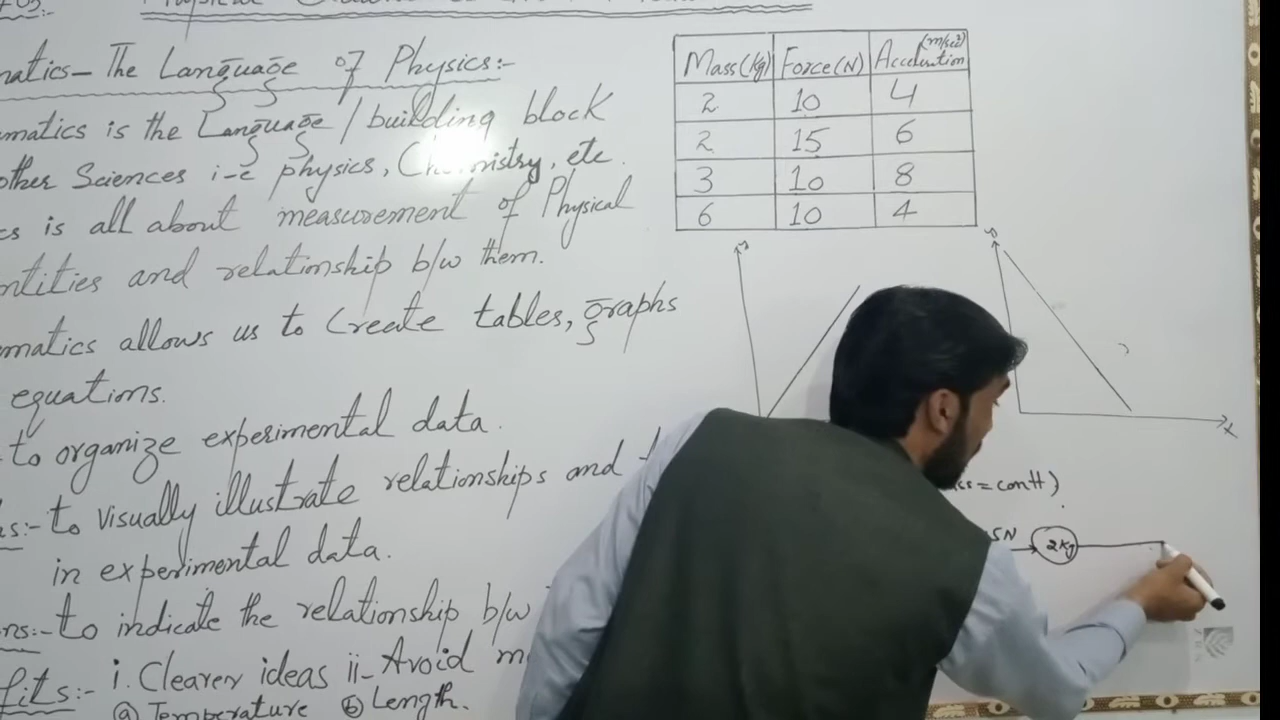 matics- The Language of Physics:-
matics is the Language / building block
other Sciences i-e physics, Chemistry, etc.
cs is all about measurement of Physical
ntities and relationship b/w them.
matics allows us to create tables, graphs
equations.
to organize experimental data.
ns:- to visually illustrate relationships and
in experimental data.
ns:- to indicate the relationship b/w
fits:- i. Clearer ideas ii- Avoid m
(a) Temperature (b) Length.
Mass(kg) Force(N) Acceleration (m/sec²)
2 10 4
2 15 6
3 10 8
6 10 4
x
= contt)
5N 2kg